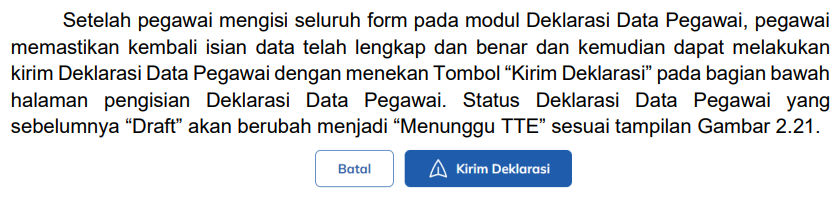 Setelah pegawai mengisi seluruh form pada modul Deklarasi Data Pegawai, pegawai
memastikan kembali isian data telah lengkap dan benar dan kemudian dapat melakukan
kirim Deklarasi Data Pegawai dengan menekan Tombol “Kirim Deklarasi” pada bagian bawah
halaman pengisian Deklarasi Data Pegawai. Status Deklarasi Data Pegawai yang
sebelumnya “Draft” akan berubah menjadi “Menunggu TTE” sesuai tampilan Gambar 2.21.
Batal Kirim Deklarasi